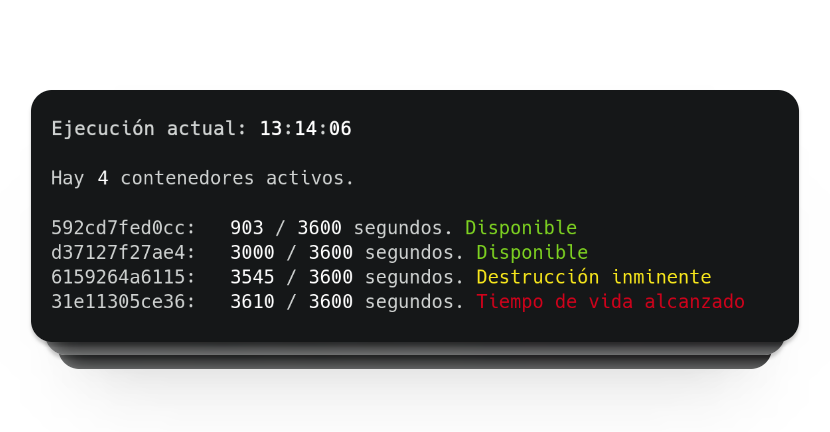 Ejecución actual: 13:14:06
Hay 4 contenedores activos.
592cd7fed0cc: 903 / 3600 segundos. Disponible
d37127f27ae4: 3000 / 3600 segundos. Disponible
6159264a6115: 3545 / 3600 segundos. Destrucción inminente
31e11305ce36: 3610 / 3600 segundos. Tiempo de vida alcanzado